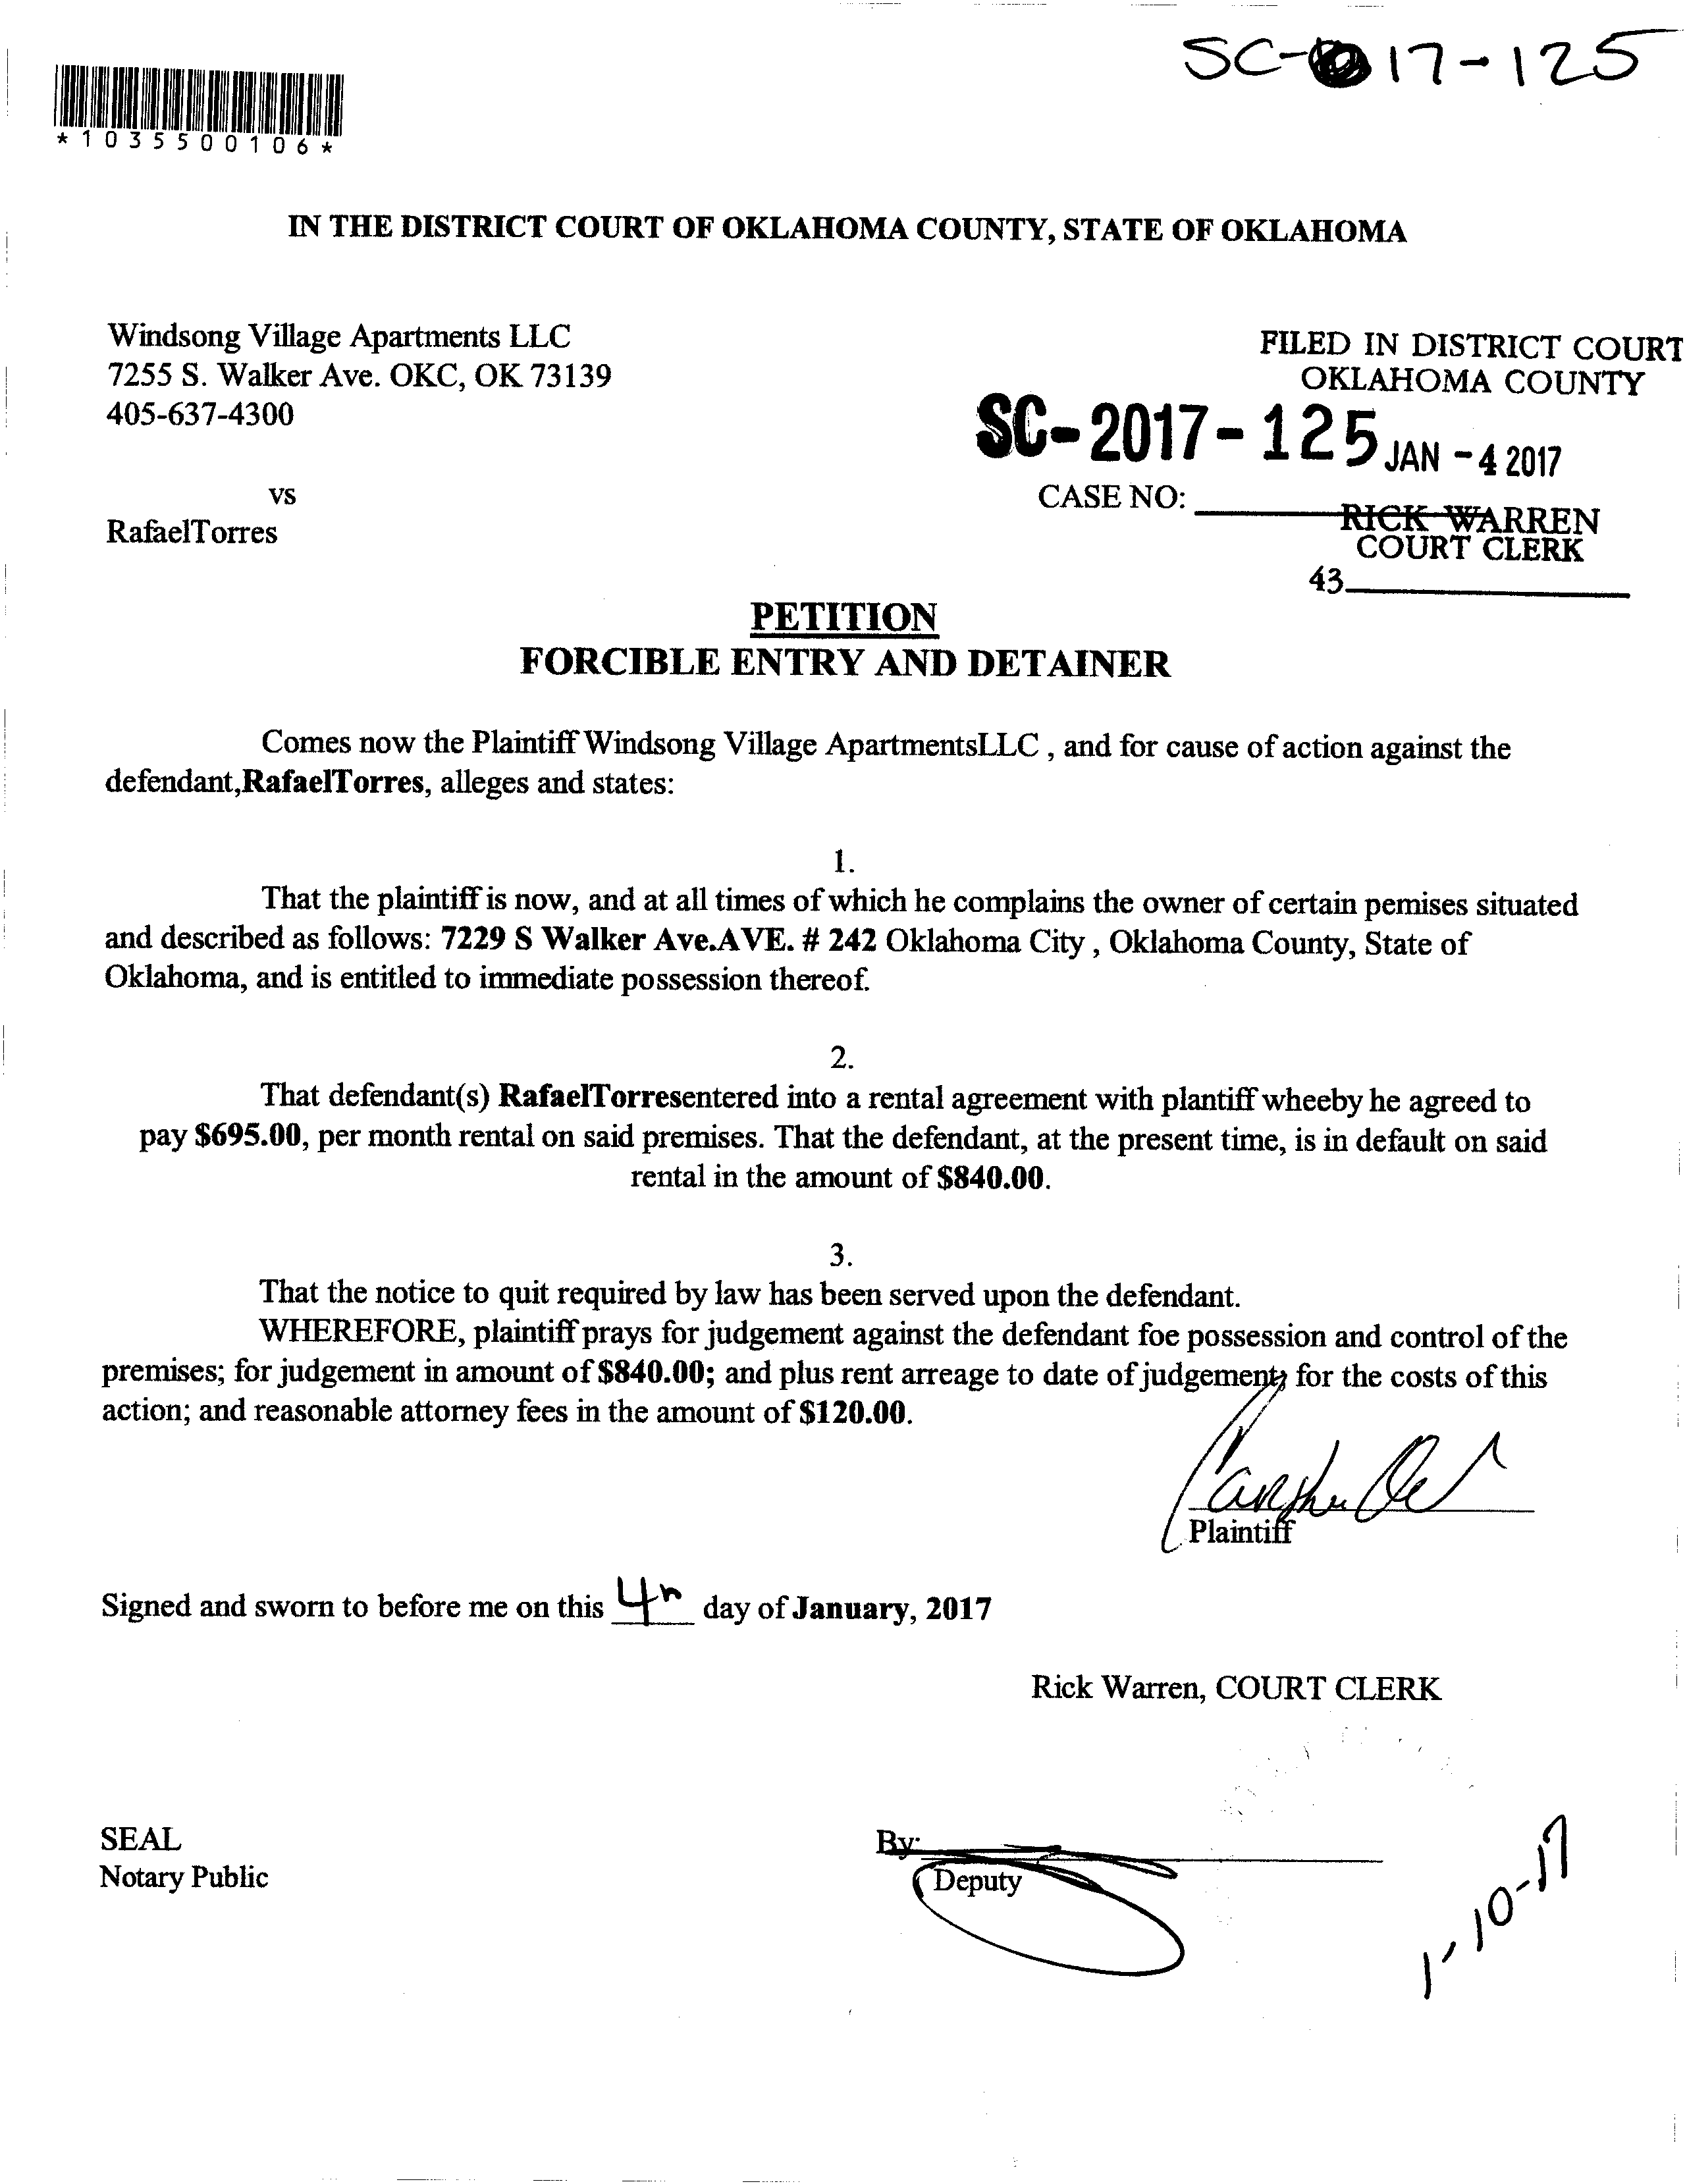 SC-17-125
*1035500106*
IN THE DISTRICT COURT OF OKLAHOMA COUNTY, STATE OF OKLAHOMA
Windsong Village Apartments LLC
7255 S. Walker Ave. OKC, OK 73139
405-637-4300
FILED IN DISTRICT COURT
OKLAHOMA COUNTY
SC-2017-125 JAN -4 2017
vs
CASE NO:
RafaelTorres
RICK WARREN
COURT CLERK
43
PETITION
FORCIBLE ENTRY AND DETAINER
Comes now the Plaintiff Windsong Village ApartmentsLLC , and for cause of action against the
defendant,RafaelTorres, alleges and states:
1.
That the plaintiff is now, and at all times of which he complains the owner of certain pemises situated
and described as follows: 7229 S Walker Ave.AVE. # 242 Oklahoma City , Oklahoma County, State of
Oklahoma, and is entitled to immediate possession thereof.
2.
That defendant(s) RafaelTorresentered into a rental agreement with plantiff wheeby he agreed to
pay $695.00, per month rental on said premises. That the defendant, at the present time, is in default on said
rental in the amount of $840.00.
3.
That the notice to quit required by law has been served upon the defendant.
WHEREFORE, plaintiff prays for judgement against the defendant foe possession and control of the
premises; for judgement in amount of $840.00; and plus rent arreage to date of judgement; for the costs of this
action; and reasonable attorney fees in the amount of $120.00.
Plaintiff
Signed and sworn to before me on this 4th day of January, 2017
Rick Warren, COURT CLERK
SEAL
Notary Public
By:
Deputy
1-10-17